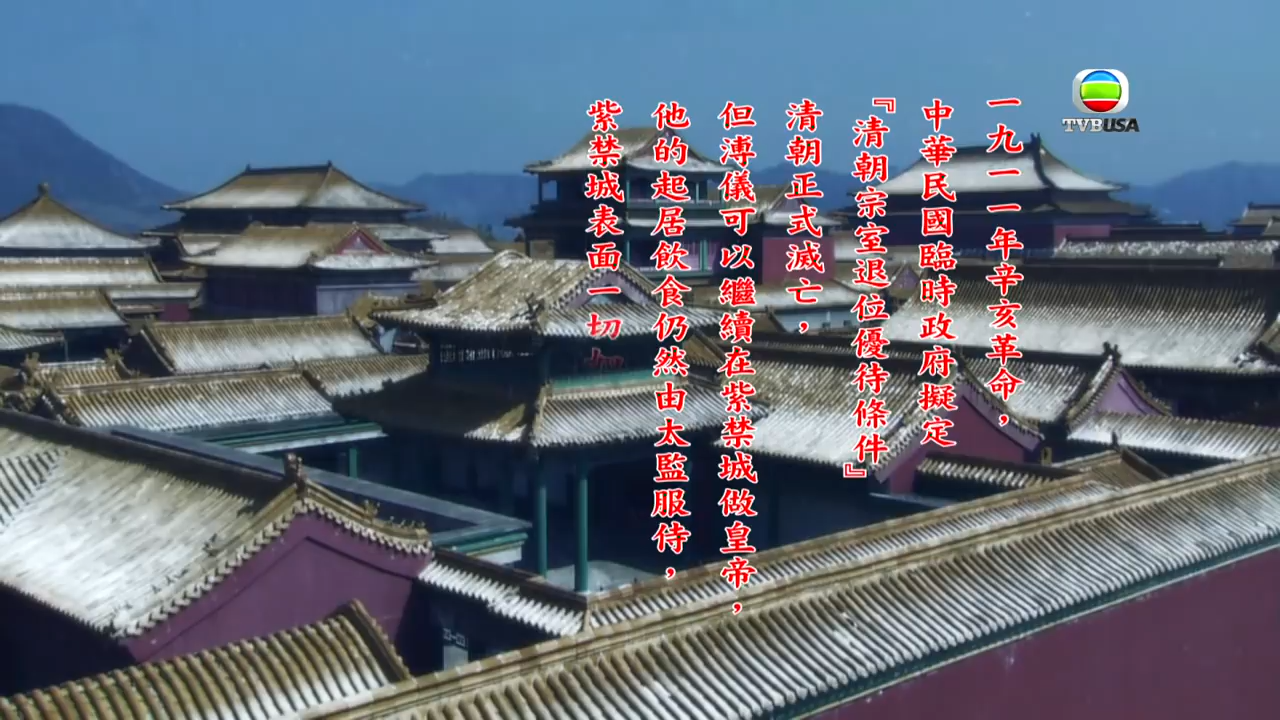 一九一一年辛亥革命，
中華民國臨時政府擬定
『清朝宗室退位優待條件』
清朝正式滅亡，
但溥儀可以繼續在紫禁城做皇帝，
他的起居飲食仍然由太監服侍，
紫禁城表面一切如
TVBUSA